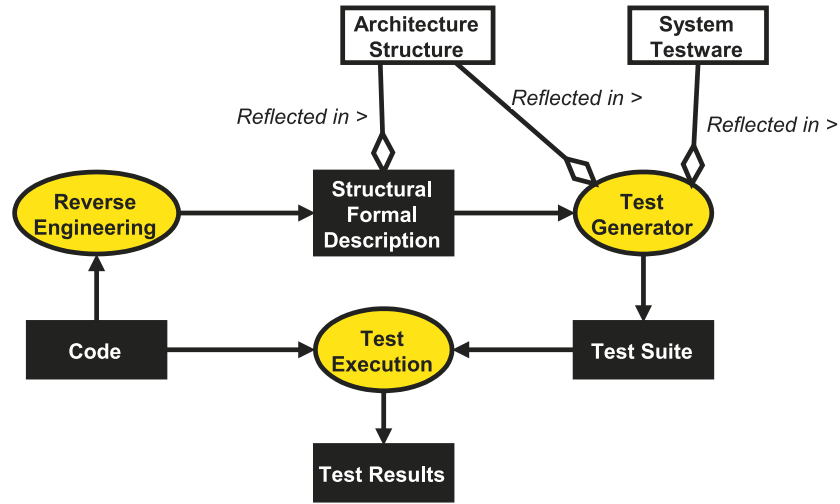 Architecture
Structure
System
Testware
Reflected in >
Reflected in >
Reflected in >
Reverse
Engineering
Structural
Formal
Description
Test
Generator
Code
Test
Execution
Test Suite
Test Results